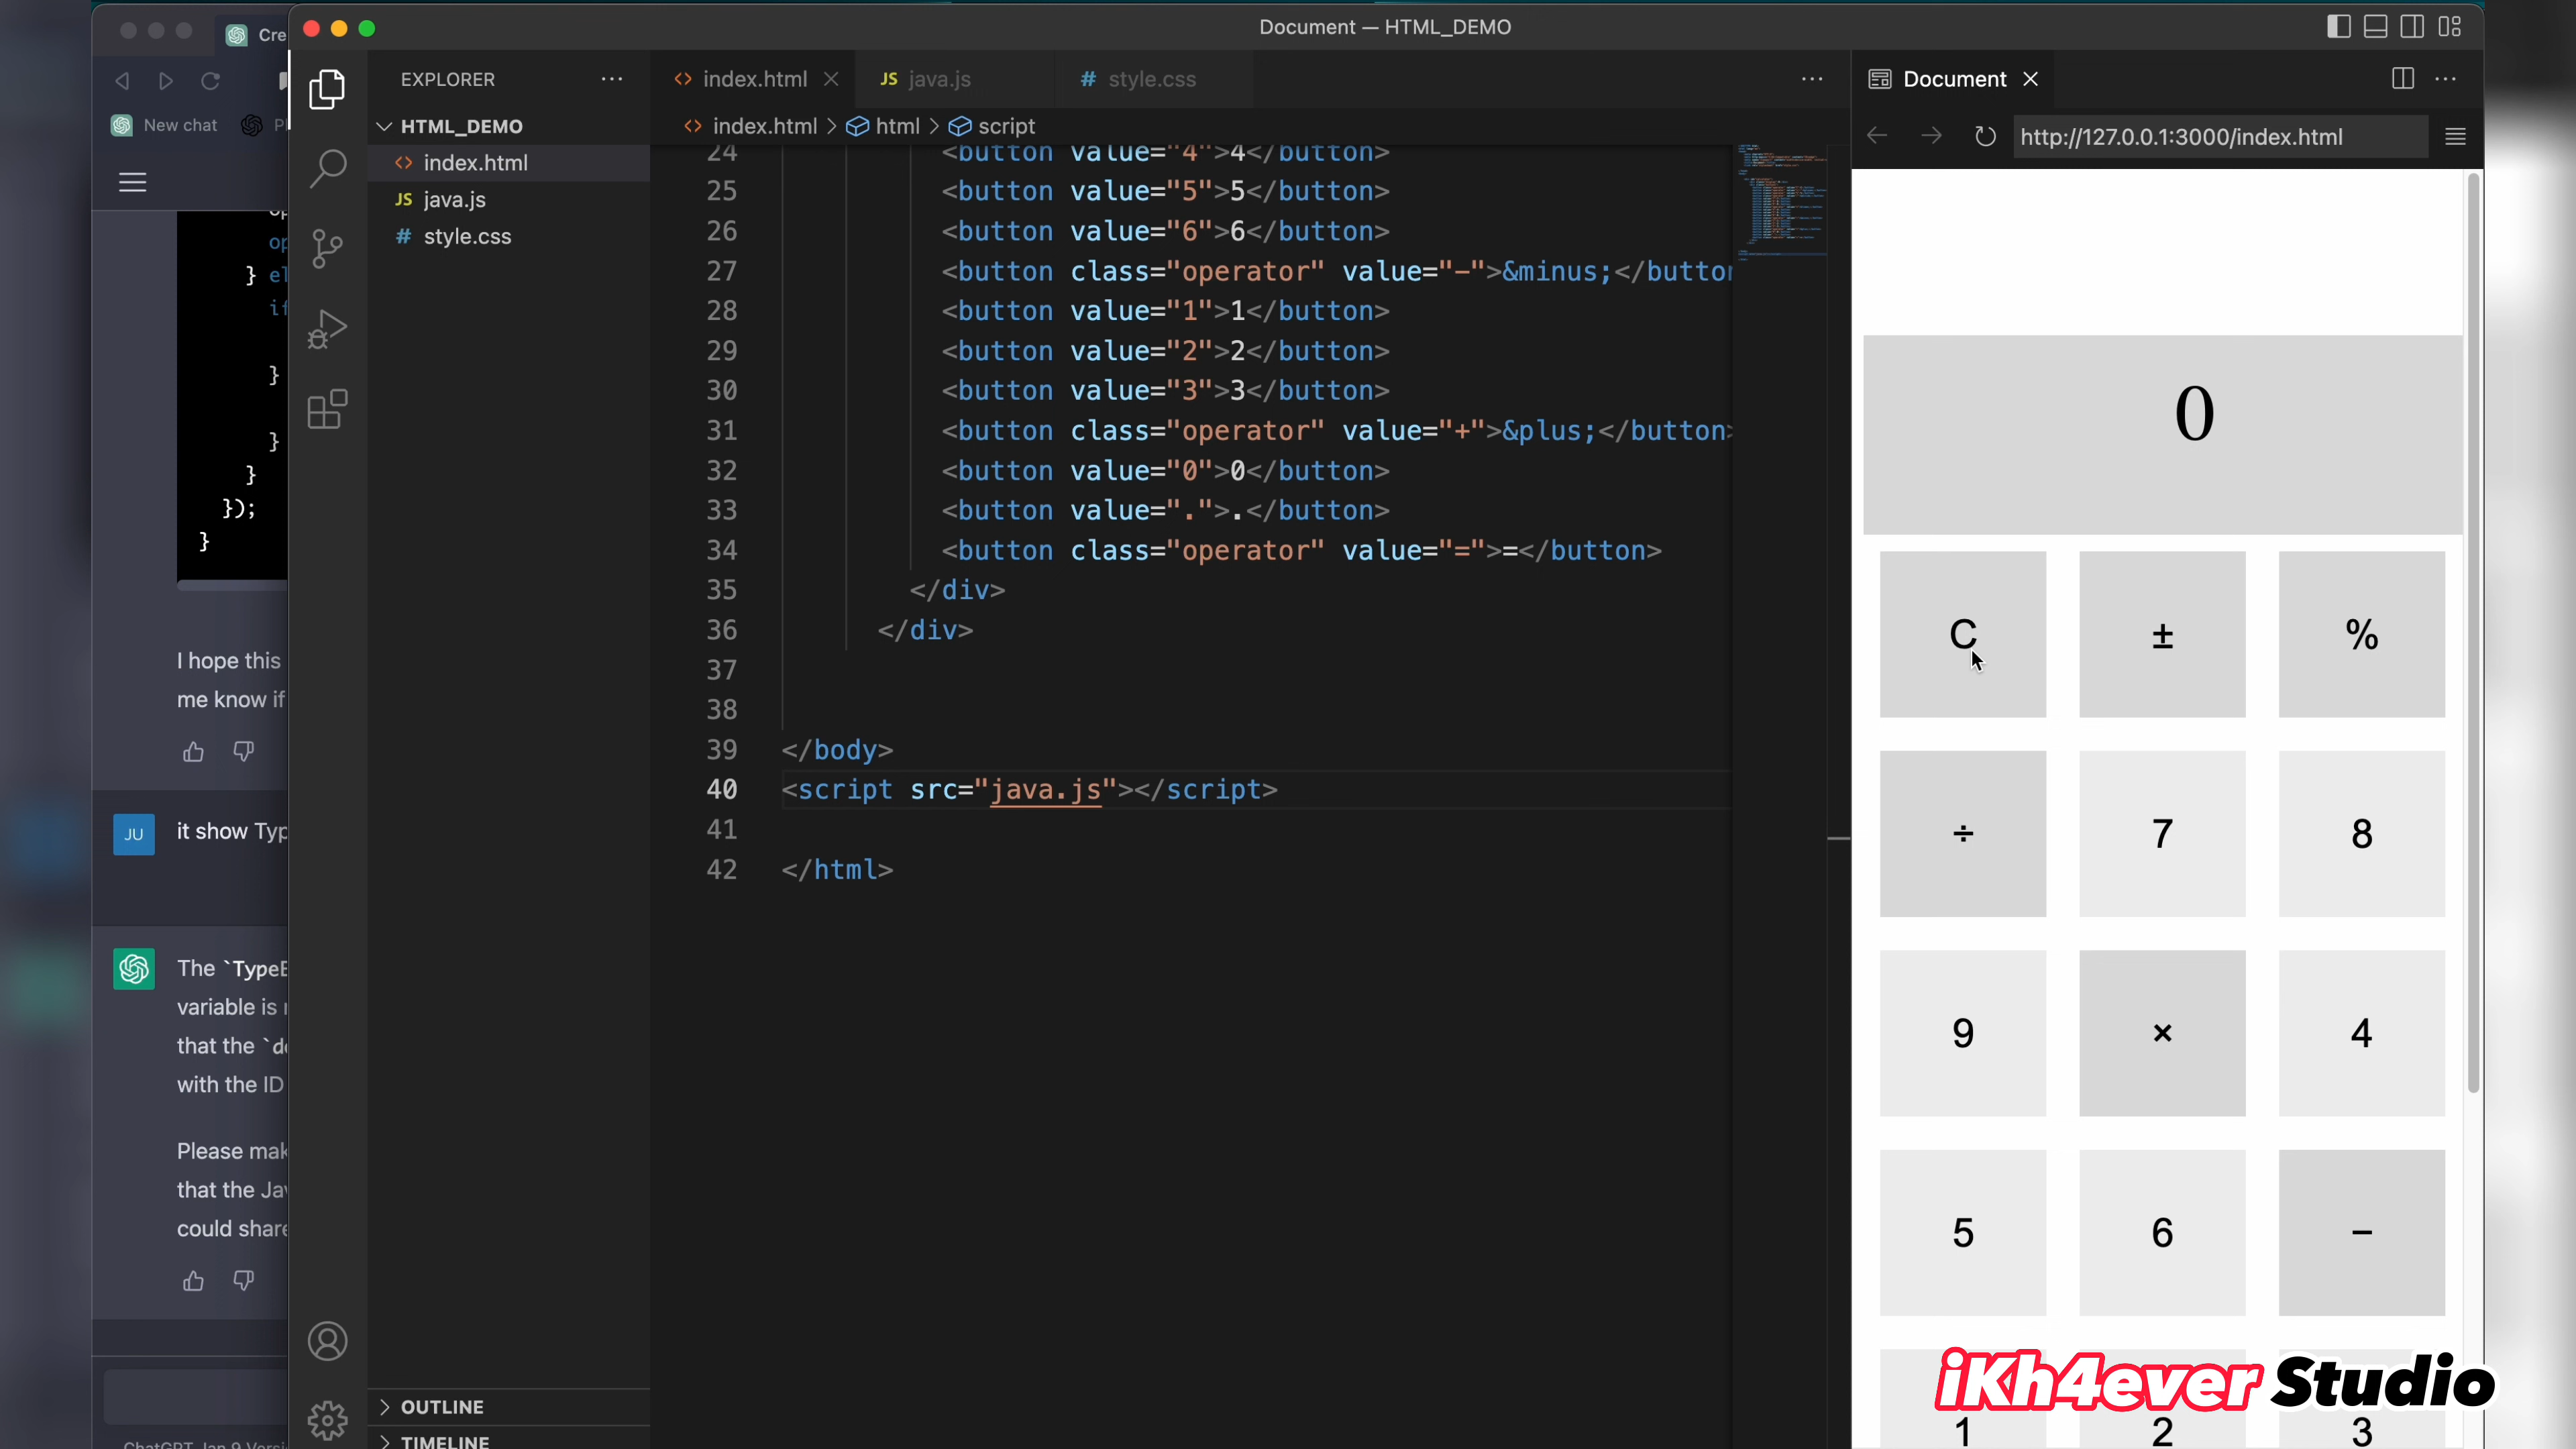 Cre
New chat
op
} el
if
}
}
}
});
}
I hope this
me know if
JU
it show Typ
The `TypeE
variable is
that the `d
with the ID
Please mak
that the Jav
could share
Document — HTML_DEMO
EXPLORER
HTML_DEMO
<> index.html
JS java.js
# style.css
OUTLINE
TIMELINE
<> index.html
JS java.js
# style.css
<> index.html > html > script
24 <button value="4">4</button>
25 <button value="5">5</button>
26 <button value="6">6</button>
27 <button class="operator" value="−">&minus;</button
28 <button value="1">1</button>
29 <button value="2">2</button>
30 <button value="3">3</button>
31 <button class="operator" value="+">&plus;</button>
32 <button value="0">0</button>
33 <button value=".">.</button>
34 <button class="operator" value="=">=</button>
35 </div>
36 </div>
37
38
39 </body>
40 <script src="java.js"></script>
41
42 </html>
Document
http://127.0.0.1:3000/index.html
0
C ± %
÷ 7 8
9 × 4
5 6 −
1 2 3
iKh4ever Studio